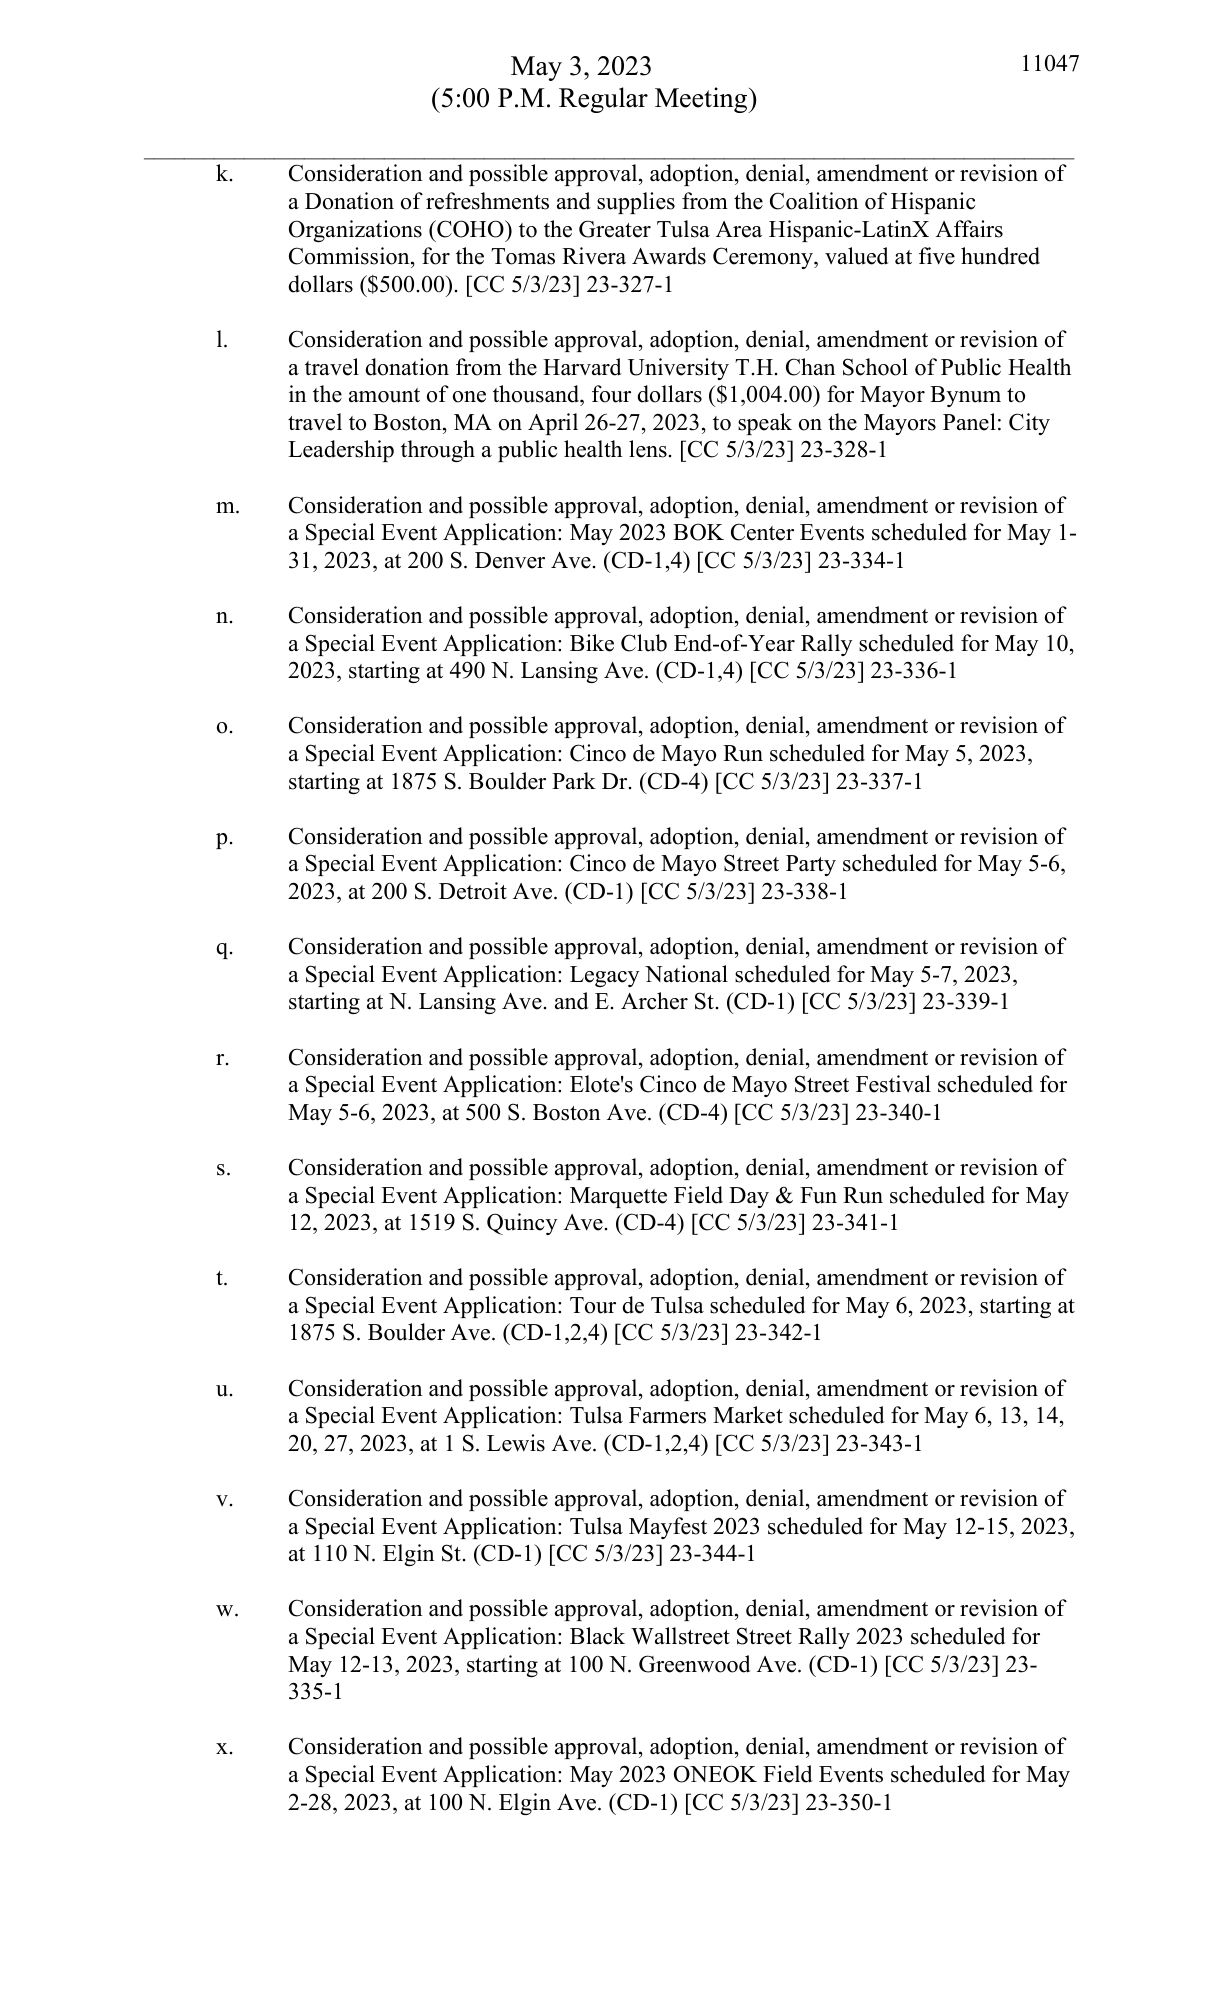 May 3, 2023
11047
(5:00 P.M. Regular Meeting)
k. Consideration and possible approval, adoption, denial, amendment or revision of
a Donation of refreshments and supplies from the Coalition of Hispanic
Organizations (COHO) to the Greater Tulsa Area Hispanic-LatinX Affairs
Commission, for the Tomas Rivera Awards Ceremony, valued at five hundred
dollars ($500.00). [CC 5/3/23] 23-327-1
l. Consideration and possible approval, adoption, denial, amendment or revision of
a travel donation from the Harvard University T.H. Chan School of Public Health
in the amount of one thousand, four dollars ($1,004.00) for Mayor Bynum to
travel to Boston, MA on April 26-27, 2023, to speak on the Mayors Panel: City
Leadership through a public health lens. [CC 5/3/23] 23-328-1
m. Consideration and possible approval, adoption, denial, amendment or revision of
a Special Event Application: May 2023 BOK Center Events scheduled for May 1-
31, 2023, at 200 S. Denver Ave. (CD-1,4) [CC 5/3/23] 23-334-1
n. Consideration and possible approval, adoption, denial, amendment or revision of
a Special Event Application: Bike Club End-of-Year Rally scheduled for May 10,
2023, starting at 490 N. Lansing Ave. (CD-1,4) [CC 5/3/23] 23-336-1
o. Consideration and possible approval, adoption, denial, amendment or revision of
a Special Event Application: Cinco de Mayo Run scheduled for May 5, 2023,
starting at 1875 S. Boulder Park Dr. (CD-4) [CC 5/3/23] 23-337-1
p. Consideration and possible approval, adoption, denial, amendment or revision of
a Special Event Application: Cinco de Mayo Street Party scheduled for May 5-6,
2023, at 200 S. Detroit Ave. (CD-1) [CC 5/3/23] 23-338-1
q. Consideration and possible approval, adoption, denial, amendment or revision of
a Special Event Application: Legacy National scheduled for May 5-7, 2023,
starting at N. Lansing Ave. and E. Archer St. (CD-1) [CC 5/3/23] 23-339-1
r. Consideration and possible approval, adoption, denial, amendment or revision of
a Special Event Application: Elote's Cinco de Mayo Street Festival scheduled for
May 5-6, 2023, at 500 S. Boston Ave. (CD-4) [CC 5/3/23] 23-340-1
s. Consideration and possible approval, adoption, denial, amendment or revision of
a Special Event Application: Marquette Field Day & Fun Run scheduled for May
12, 2023, at 1519 S. Quincy Ave. (CD-4) [CC 5/3/23] 23-341-1
t. Consideration and possible approval, adoption, denial, amendment or revision of
a Special Event Application: Tour de Tulsa scheduled for May 6, 2023, starting at
1875 S. Boulder Ave. (CD-1,2,4) [CC 5/3/23] 23-342-1
u. Consideration and possible approval, adoption, denial, amendment or revision of
a Special Event Application: Tulsa Farmers Market scheduled for May 6, 13, 14,
20, 27, 2023, at 1 S. Lewis Ave. (CD-1,2,4) [CC 5/3/23] 23-343-1
v. Consideration and possible approval, adoption, denial, amendment or revision of
a Special Event Application: Tulsa Mayfest 2023 scheduled for May 12-15, 2023,
at 110 N. Elgin St. (CD-1) [CC 5/3/23] 23-344-1
w. Consideration and possible approval, adoption, denial, amendment or revision of
a Special Event Application: Black Wallstreet Street Rally 2023 scheduled for
May 12-13, 2023, starting at 100 N. Greenwood Ave. (CD-1) [CC 5/3/23] 23-
335-1
x. Consideration and possible approval, adoption, denial, amendment or revision of
a Special Event Application: May 2023 ONEOK Field Events scheduled for May
2-28, 2023, at 100 N. Elgin Ave. (CD-1) [CC 5/3/23] 23-350-1